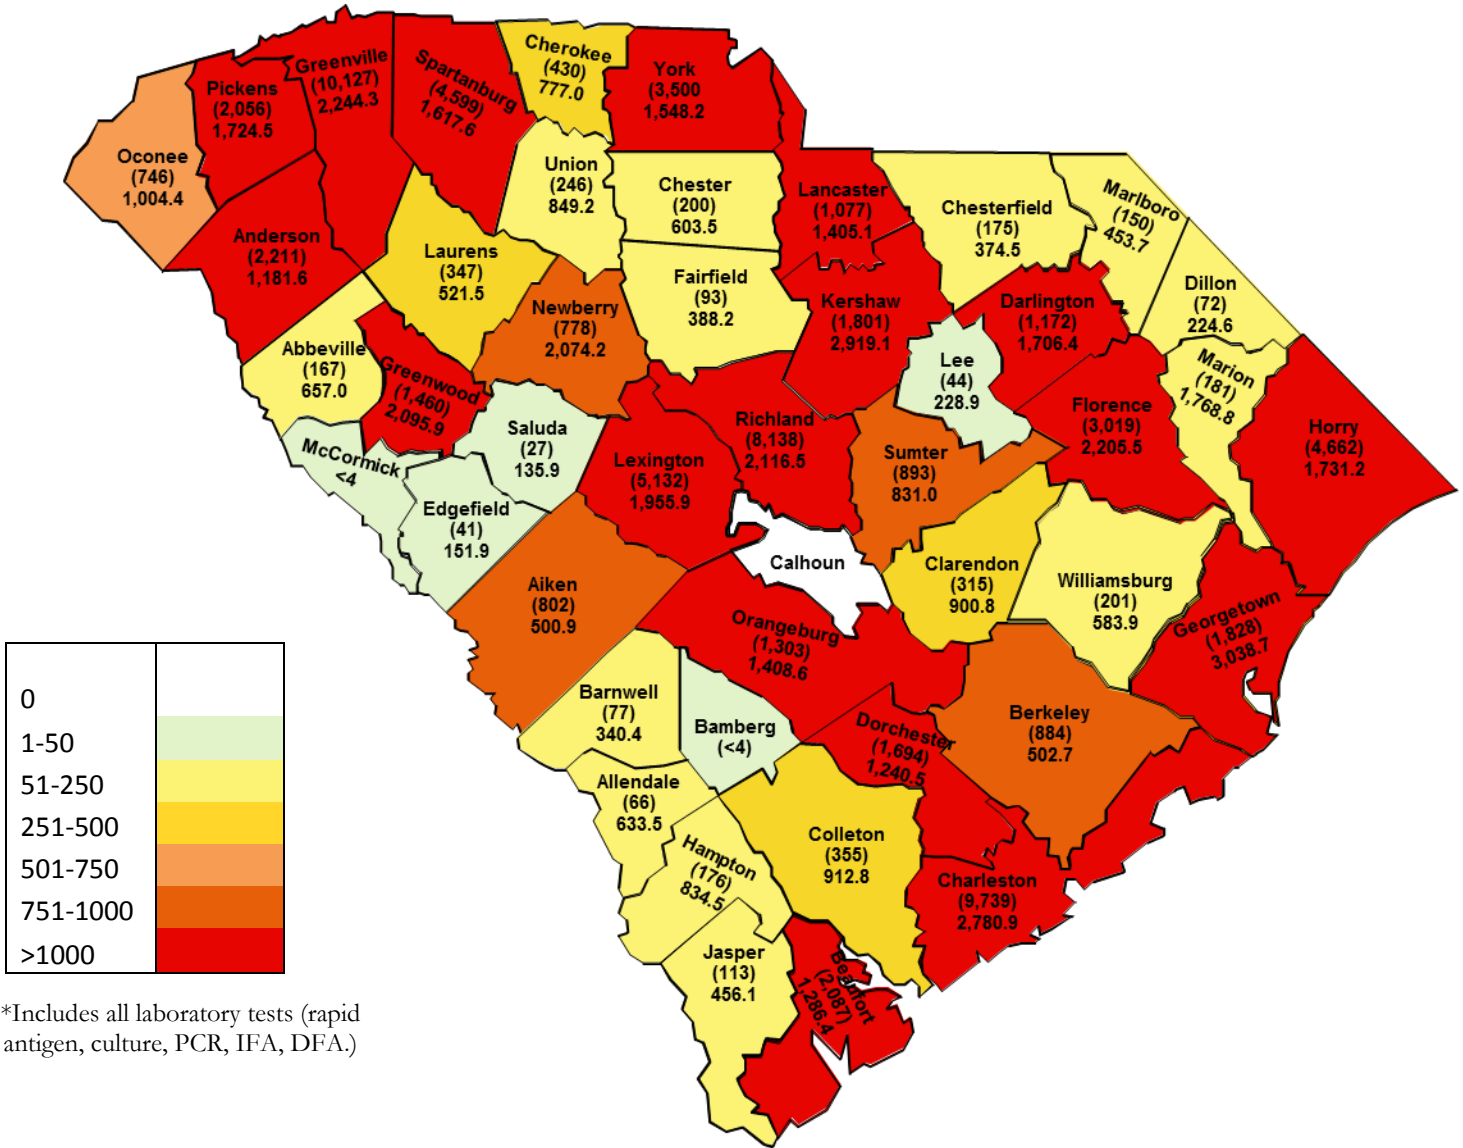 Cherokee
(430)
777.0
York
(3,500
1,548.2
Greenville
(10,127)
2,244.3
Spartanburg
(4,599)
1,617.6
Pickens
(2,056)
1,724.5
Oconee
(746)
1,004.4
Union
(246)
849.2
Chester
(200)
603.5
Lancaster
(1,077)
1,405.1
Chesterfield
(175)
374.5
Marlboro
(150)
453.7
Anderson
(2,211)
1,181.6
Laurens
(347)
521.5
Fairfield
(93)
388.2
Dillon
(72)
224.6
Newberry
(778)
2,074.2
Kershaw
(1,801)
2,919.1
Darlington
(1,172)
1,706.4
Abbeville
(167)
657.0
Greenwood
(1,460)
2,095.9
Lee
(44)
228.9
Marion
(181)
1,768.8
Florence
(3,019)
2,205.5
Horry
(4,662)
1,731.2
Saluda
(27)
135.9
Richland
(8,138)
2,116.5
McCormick
<4
Lexington
(5,132)
1,955.9
Sumter
(893)
831.0
Edgefield
(41)
151.9
Calhoun
Clarendon
(315)
900.8
Williamsburg
(201)
583.9
Aiken
(802)
500.9
Orangeburg
(1,303)
1,408.6
Georgetown
(1,828)
3,038.7
Barnwell
(77)
340.4
Bamberg
(<4)
Dorchester
(1,694)
1,240.5
Berkeley
(884)
502.7
Allendale
(66)
633.5
Colleton
(355)
912.8
Hampton
(176)
834.5
Charleston
(9,739)
2,780.9
Jasper
(113)
456.1
Beaufort
(2,087)
1,286.4
0
1-50
51-250
251-500
501-750
751-1000
>1000
*Includes all laboratory tests (rapid
antigen, culture, PCR, IFA, DFA.)